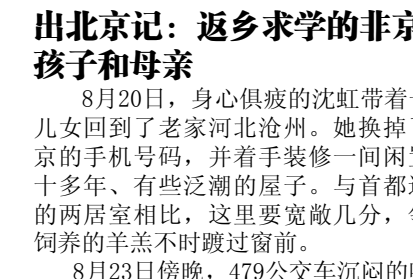 出北京记：返乡求学的非京
孩子和母亲
8月20日，身心俱疲的沈虹带着
儿女回到了老家河北沧州。她换掉
京的手机号码，并着手装修一间闲
十多年、有些泛潮的屋子。与首都
的两居室相比，这里要宽敞几分，
饲养的羊羔不时踱过窗前。
8月23日傍晚，479公交车沉闷的